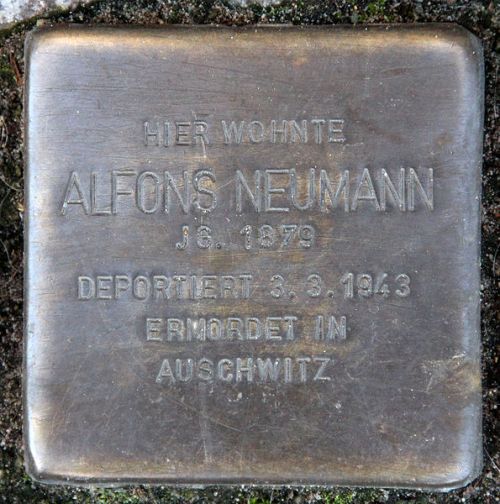 HIER WOHNTE
ALFONS NEUMANN
JG. 1879
DEPORTIERT 3.3.1943
ERMORDET IN
AUSCHWITZ